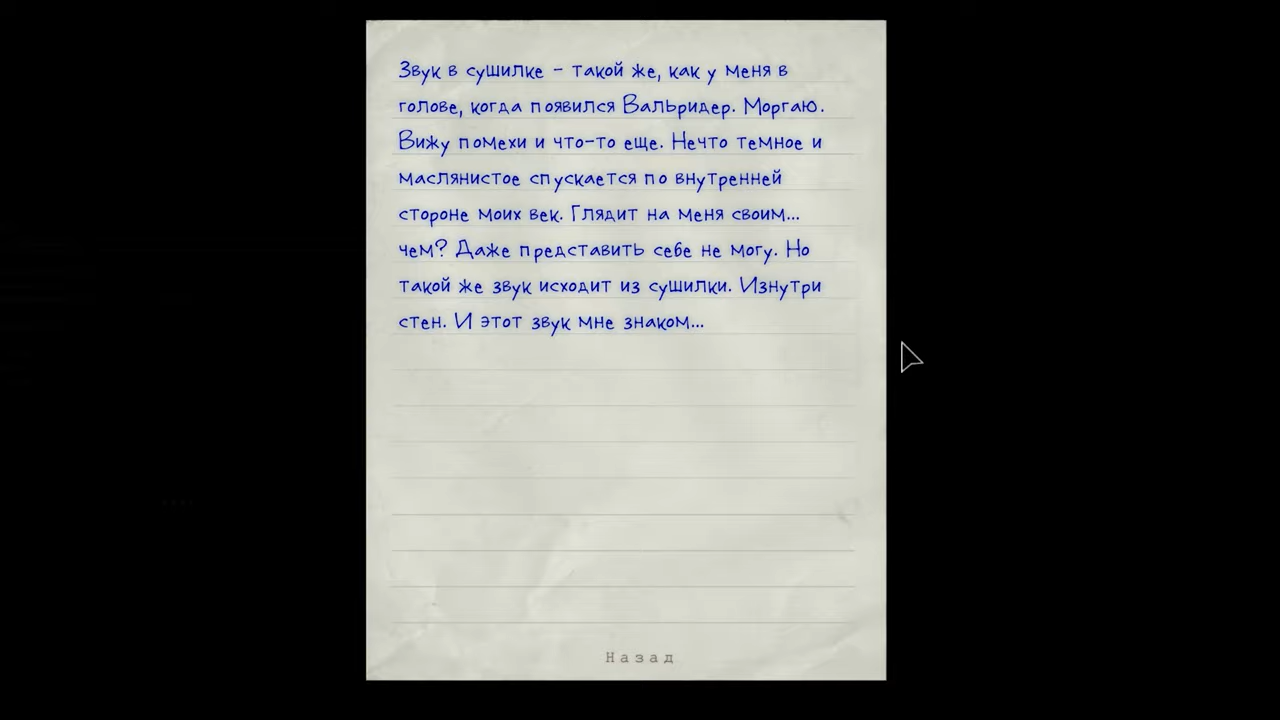 Звук в сушилке - такой же, как у меня в
голове, когда появился Вальридер. Моргаю.
Вижу помехи и что-то еще. Нечто темное и
маслянистое спускается по внутренней
стороне моих век. Глядит на меня своим...
чем? Даже представить себе не могу. Но
такой же звук исходит из сушилки. Изнутри
стен. И этот звук мне знаком...
Назад